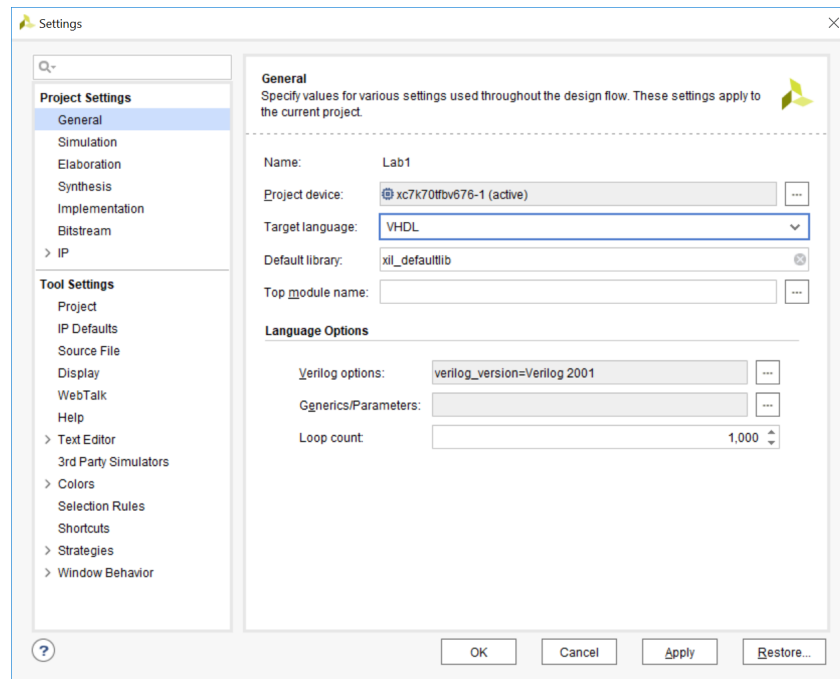 Settings
Project Settings
General
Simulation
Elaboration
Synthesis
Implementation
Bitstream
IP
Tool Settings
Project
IP Defaults
Source File
Display
WebTalk
Help
Text Editor
3rd Party Simulators
Colors
Selection Rules
Shortcuts
Strategies
Window Behavior
General
Specify values for various settings used throughout the design flow. These settings apply to
the current project.
Name: Lab1
Project device: xc7k70tfbv676-1 (active) ...
Target language: VHDL
Default library: xil_defaultlib
Top module name: ...
Language Options
Verilog options: verilog_version=Verilog 2001 ...
Generics/Parameters: ...
Loop count: 1,000
? OK Cancel Apply Restore...